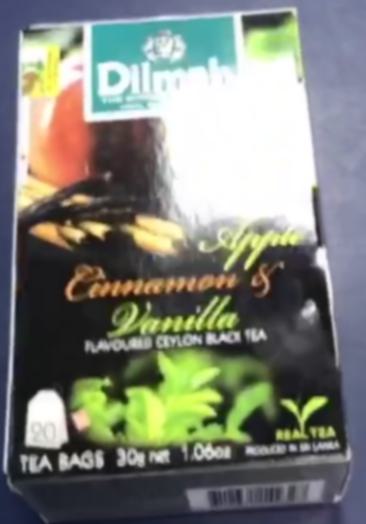 Dilmah
Apple
Cinnamon &
Vanilla
FLAVOURED CEYLON BLACK TEA
20
REAL TEA
TEA BAGS 30g net 1.06oz
PRODUCED IN SRI LANKA